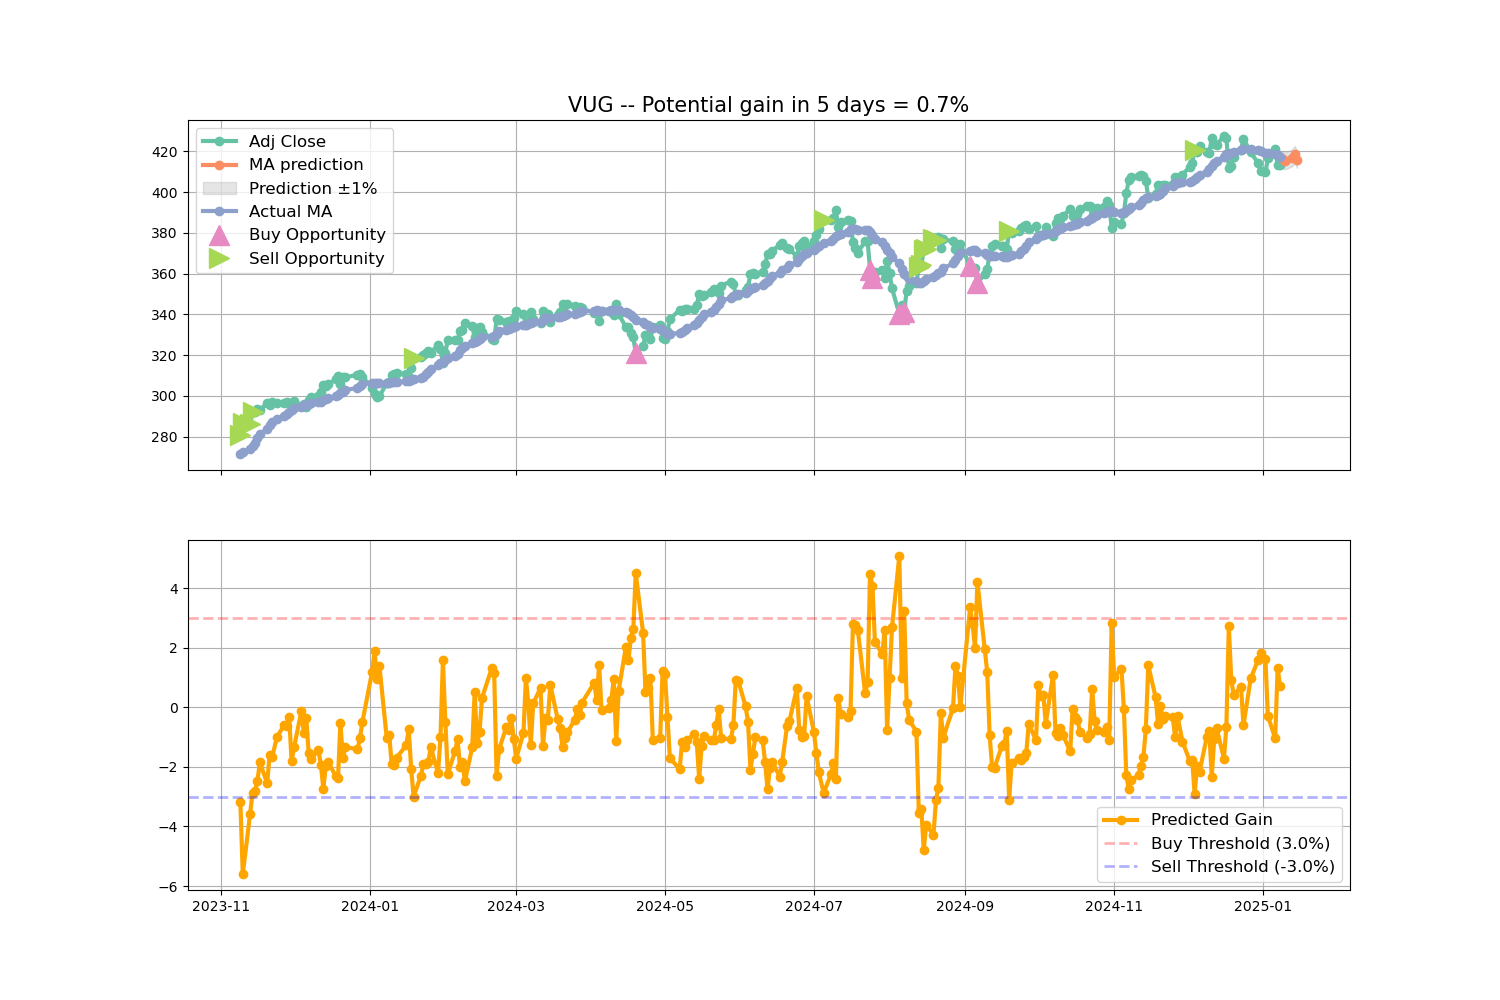 VUG -- Potential gain in 5 days = 0.7%
Adj Close
MA prediction
Prediction ±1%
Actual MA
Buy Opportunity
Sell Opportunity
420
400
380
360
340
320
300
280
4
2
0
−2
−4
−6
Predicted Gain
Buy Threshold (3.0%)
Sell Threshold (-3.0%)
2023-11
2024-01
2024-03
2024-05
2024-07
2024-09
2024-11
2025-01